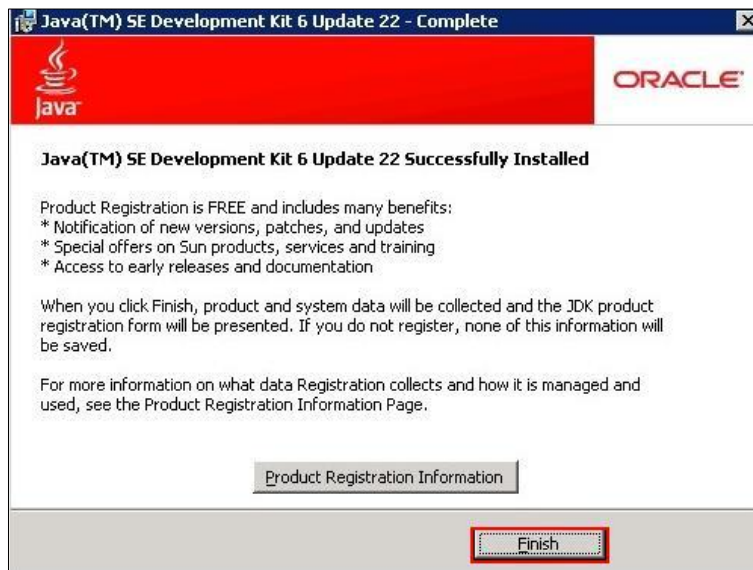 Java(TM) SE Development Kit 6 Update 22 - Complete
Java™
ORACLE®
Java(TM) SE Development Kit 6 Update 22 Successfully Installed
Product Registration is FREE and includes many benefits:
* Notification of new versions, patches, and updates
* Special offers on Sun products, services and training
* Access to early releases and documentation
When you click Finish, product and system data will be collected and the JDK product
registration form will be presented. If you do not register, none of this information will
be saved.
For more information on what data Registration collects and how it is managed and
used, see the Product Registration Information Page.
Product Registration Information
Finish